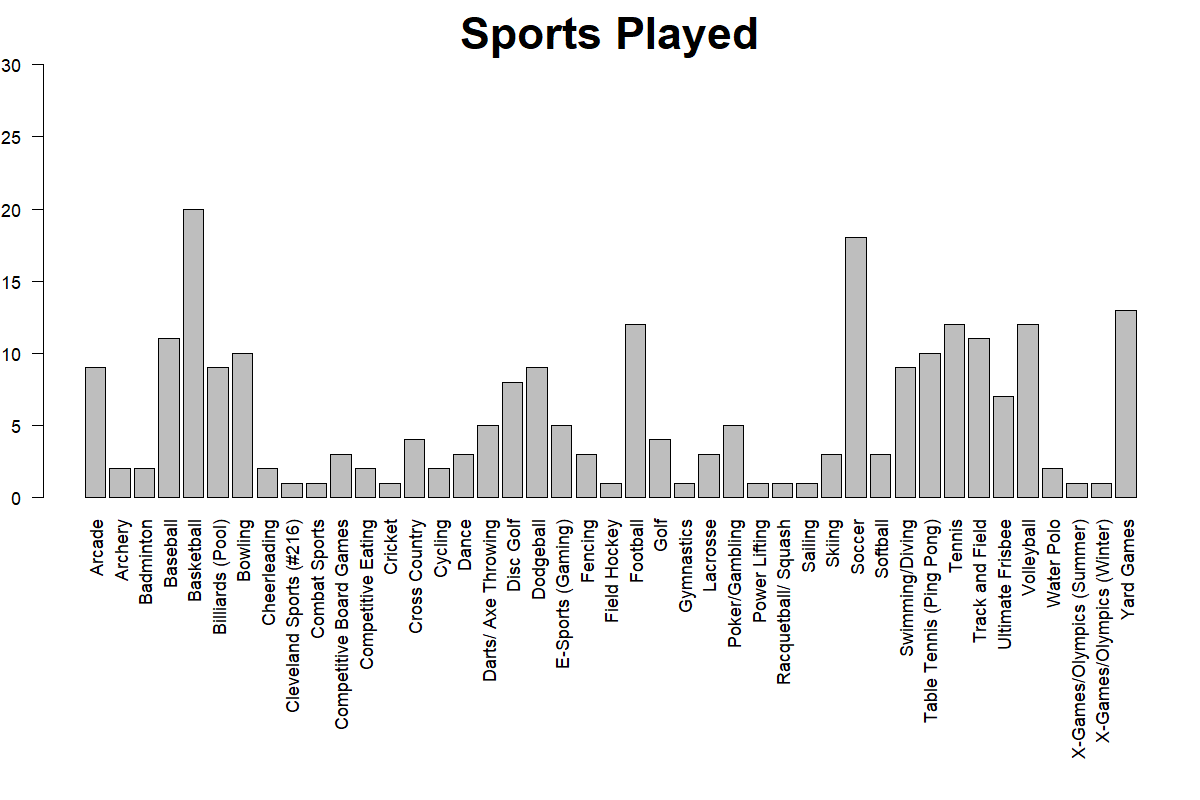 Sports Played
30
25
20
15
10
5
0
Arcade
Archery
Badminton
Baseball
Basketball
Billiards (Pool)
Bowling
Cheerleading
Cleveland Sports (#216)
Combat Sports
Competitive Board Games
Competitive Eating
Cricket
Cross Country
Cycling
Dance
Darts/ Axe Throwing
Disc Golf
Dodgeball
E-Sports (Gaming)
Fencing
Field Hockey
Football
Golf
Gymnastics
Lacrosse
Poker/Gambling
Power Lifting
Racquetball/ Squash
Sailing
Skiing
Soccer
Softball
Swimming/Diving
Table Tennis (Ping Pong)
Tennis
Track and Field
Ultimate Frisbee
Volleyball
Water Polo
X-Games/Olympics (Summer)
X-Games/Olympics (Winter)
Yard Games